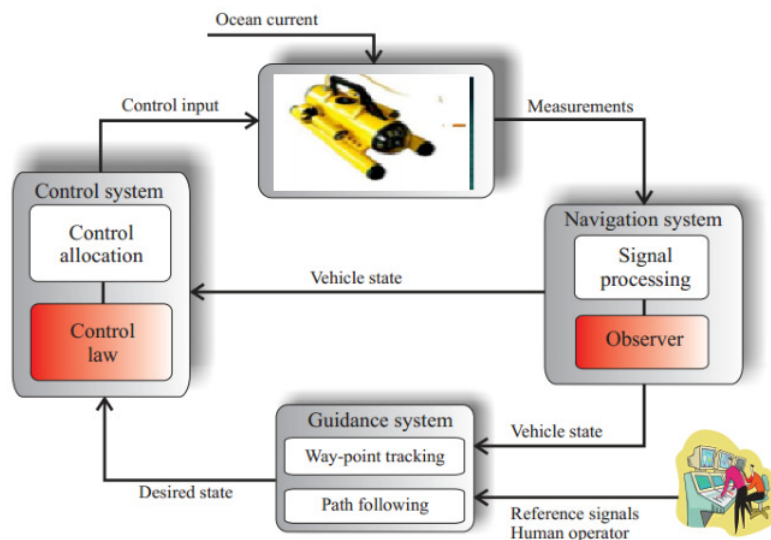 Ocean current
Control input
Measurements
Control system
Control
allocation
Control
law
Navigation system
Signal
processing
Observer
Vehicle state
Guidance system
Way-point tracking
Path following
Vehicle state
Desired state
Reference signals
Human operator